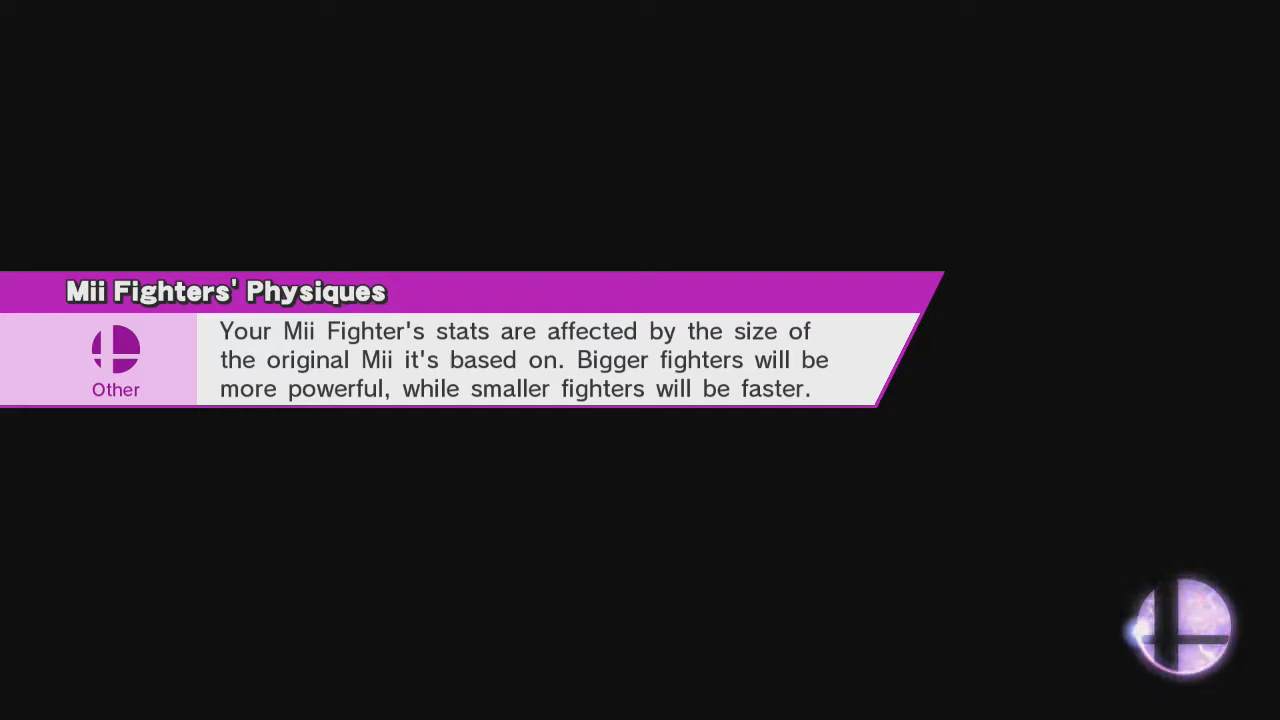 Mii Fighters' Physiques
Other
Your Mii Fighter's stats are affected by the size of
the original Mii it's based on. Bigger fighters will be
more powerful, while smaller fighters will be faster.